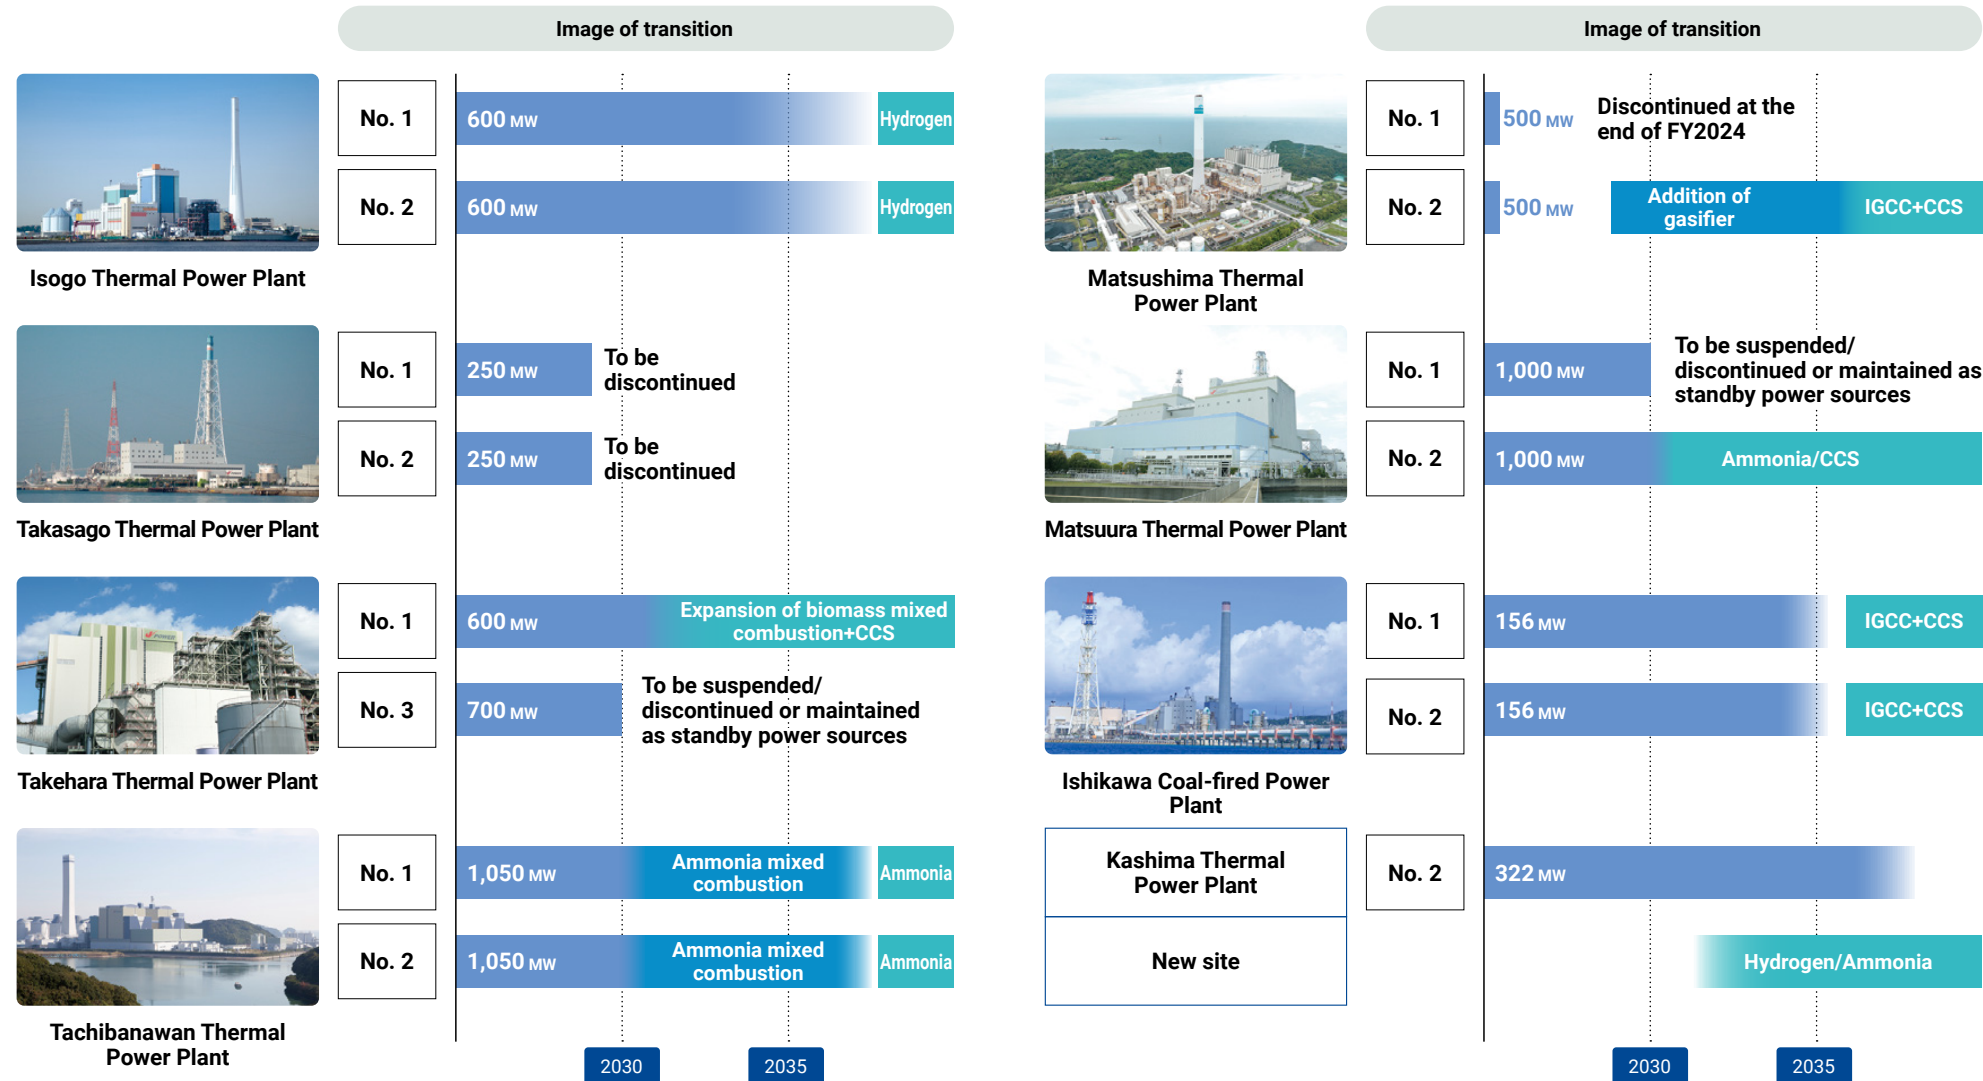 Image of transition
Isogo Thermal Power Plant
No. 1
600 MW
Hydrogen
No. 2
600 MW
Hydrogen
Takasago Thermal Power Plant
No. 1
250 MW
To be
discontinued
No. 2
250 MW
To be
discontinued
POWER
Takehara Thermal Power Plant
No. 1
600 MW
Expansion of biomass mixed
combustion+CCS
No. 3
700 MW
To be suspended/
discontinued or maintained
as standby power sources
Tachibanawan Thermal
Power Plant
No. 1
1,050 MW
Ammonia mixed
combustion
Ammonia
No. 2
1,050 MW
Ammonia mixed
combustion
Ammonia
2030
2035
Image of transition
Matsushima Thermal
Power Plant
No. 1
500 MW
Discontinued at the
end of FY2024
No. 2
500 MW
Addition of
gasifier
IGCC+CCS
Matsuura Thermal Power Plant
No. 1
1,000 MW
To be suspended/
discontinued or maintained as
standby power sources
No. 2
1,000 MW
Ammonia/CCS
Ishikawa Coal-fired Power
Plant
No. 1
156 MW
IGCC+CCS
No. 2
156 MW
IGCC+CCS
Kashima Thermal
Power Plant
No. 2
322 MW
New site
Hydrogen/Ammonia
2030
2035